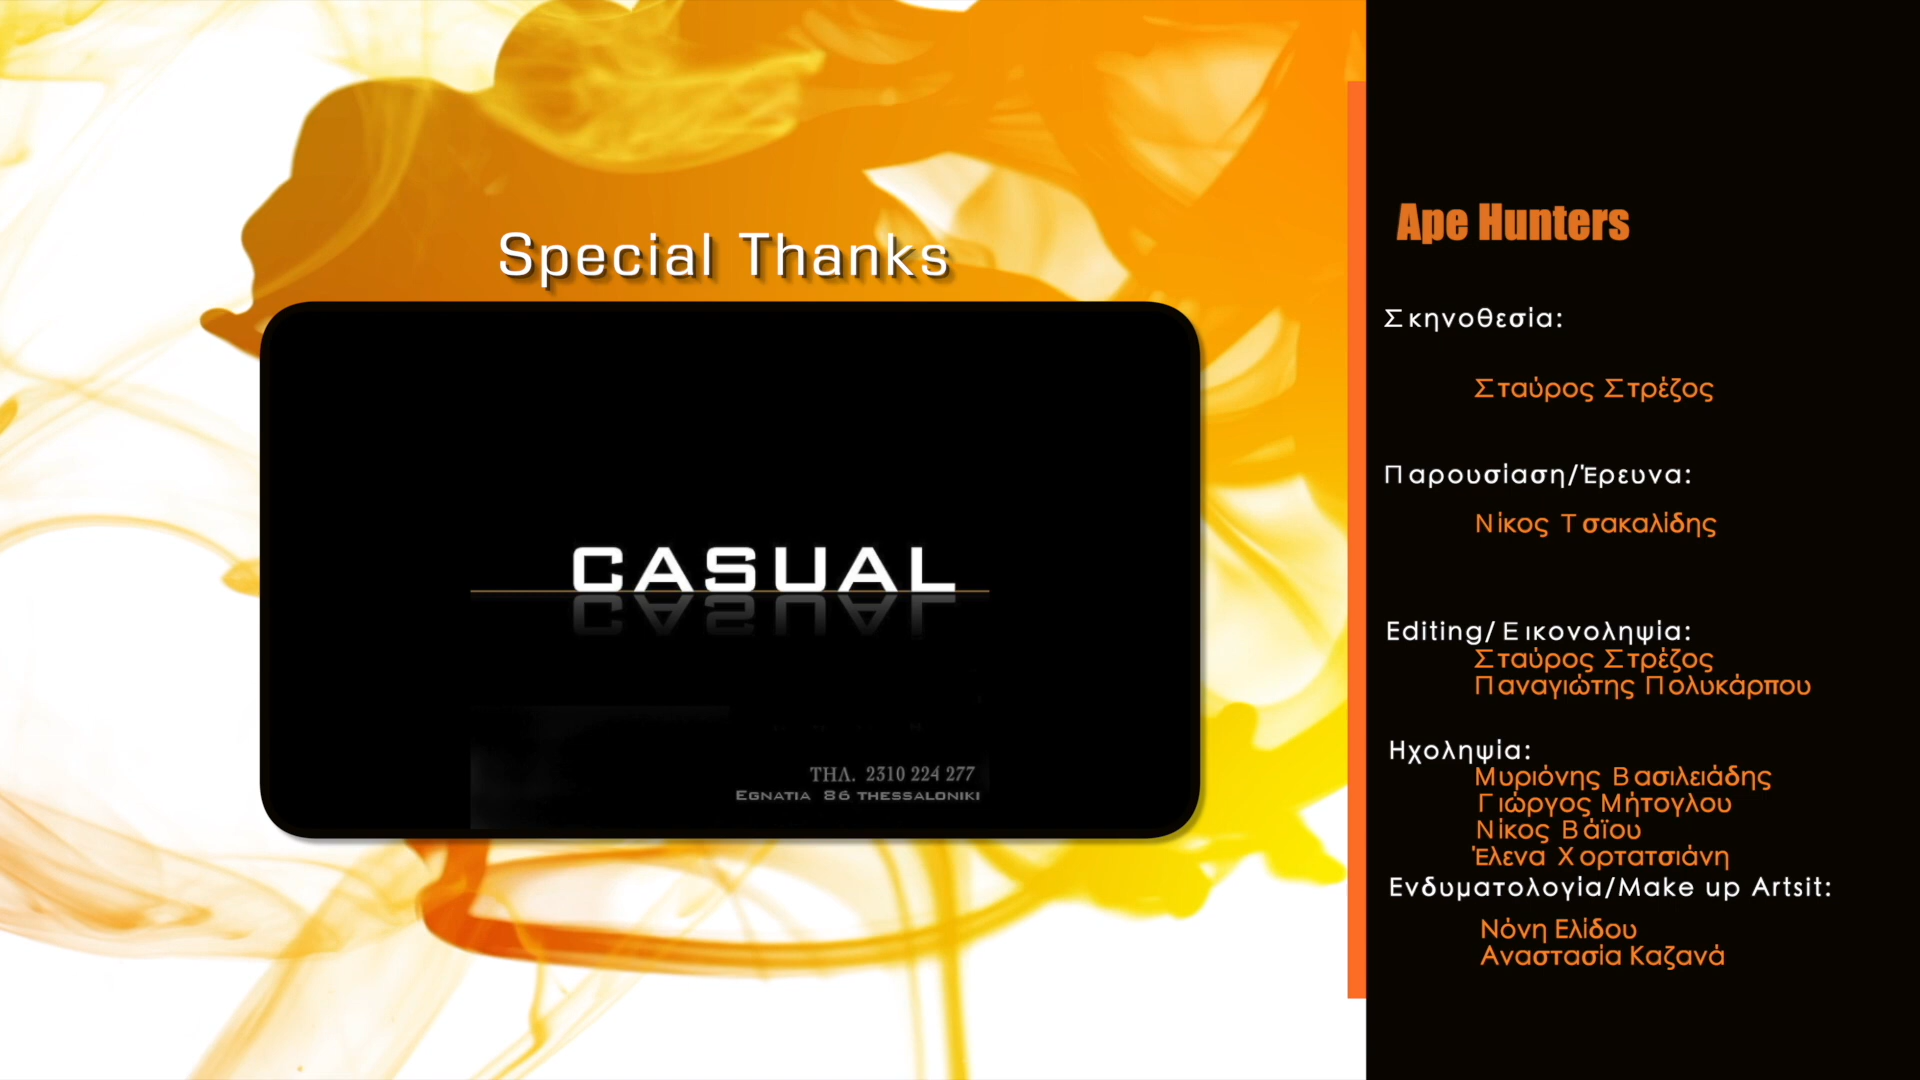 Special Thanks
CASUAL
ΤΗΛ. 2310 224 277
EGNATIA 86 THESSALONIKI
Ape Hunters
Σκηνοθεσία:
Σταύρος Στρέζος
Παρουσίαση/Έρευνα:
Νίκος Τσακαλίδης
Editing/Εικονοληψία:
Σταύρος Στρέζος
Παναγιώτης Πολυκάρπου
Ηχοληψία:
Μυριόνης Βασιλειάδης
Γιώργος Μήτογλου
Νίκος Βάϊου
Έλενα Χορτατσιάνη
Ενδυματολογία/Make up Artsit:
Νόνη Ελίδου
Αναστασία Καζανά